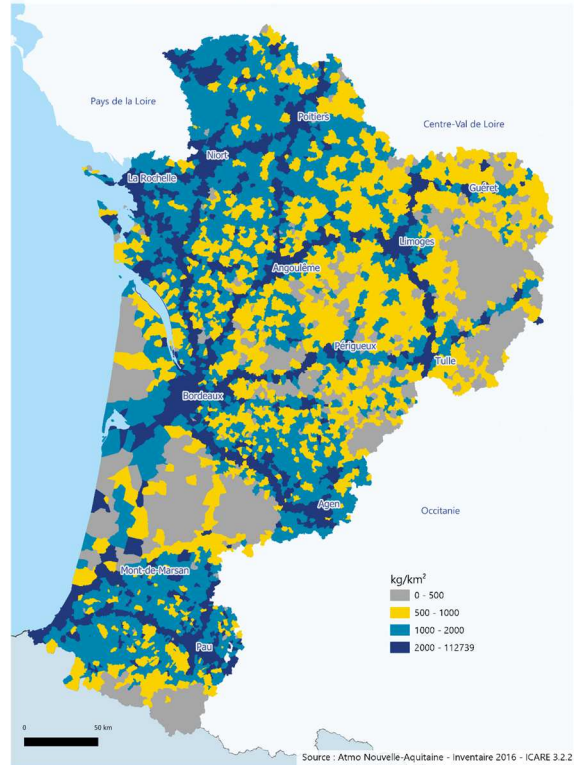 Pays de la Loire
Centre-Val de Loire
Poitiers
Niort
La Rochelle
Guéret
Limoges
Angoulême
Périgueux
Tulle
Bordeaux
Agen
Occitanie
Mont-de-Marsan
Pau
kg/km²
0 - 500
500 - 1000
1000 - 2000
2000 - 112739
0 50 km
Source : Atmo Nouvelle-Aquitaine - Inventaire 2016 - ICARE 3.2.2